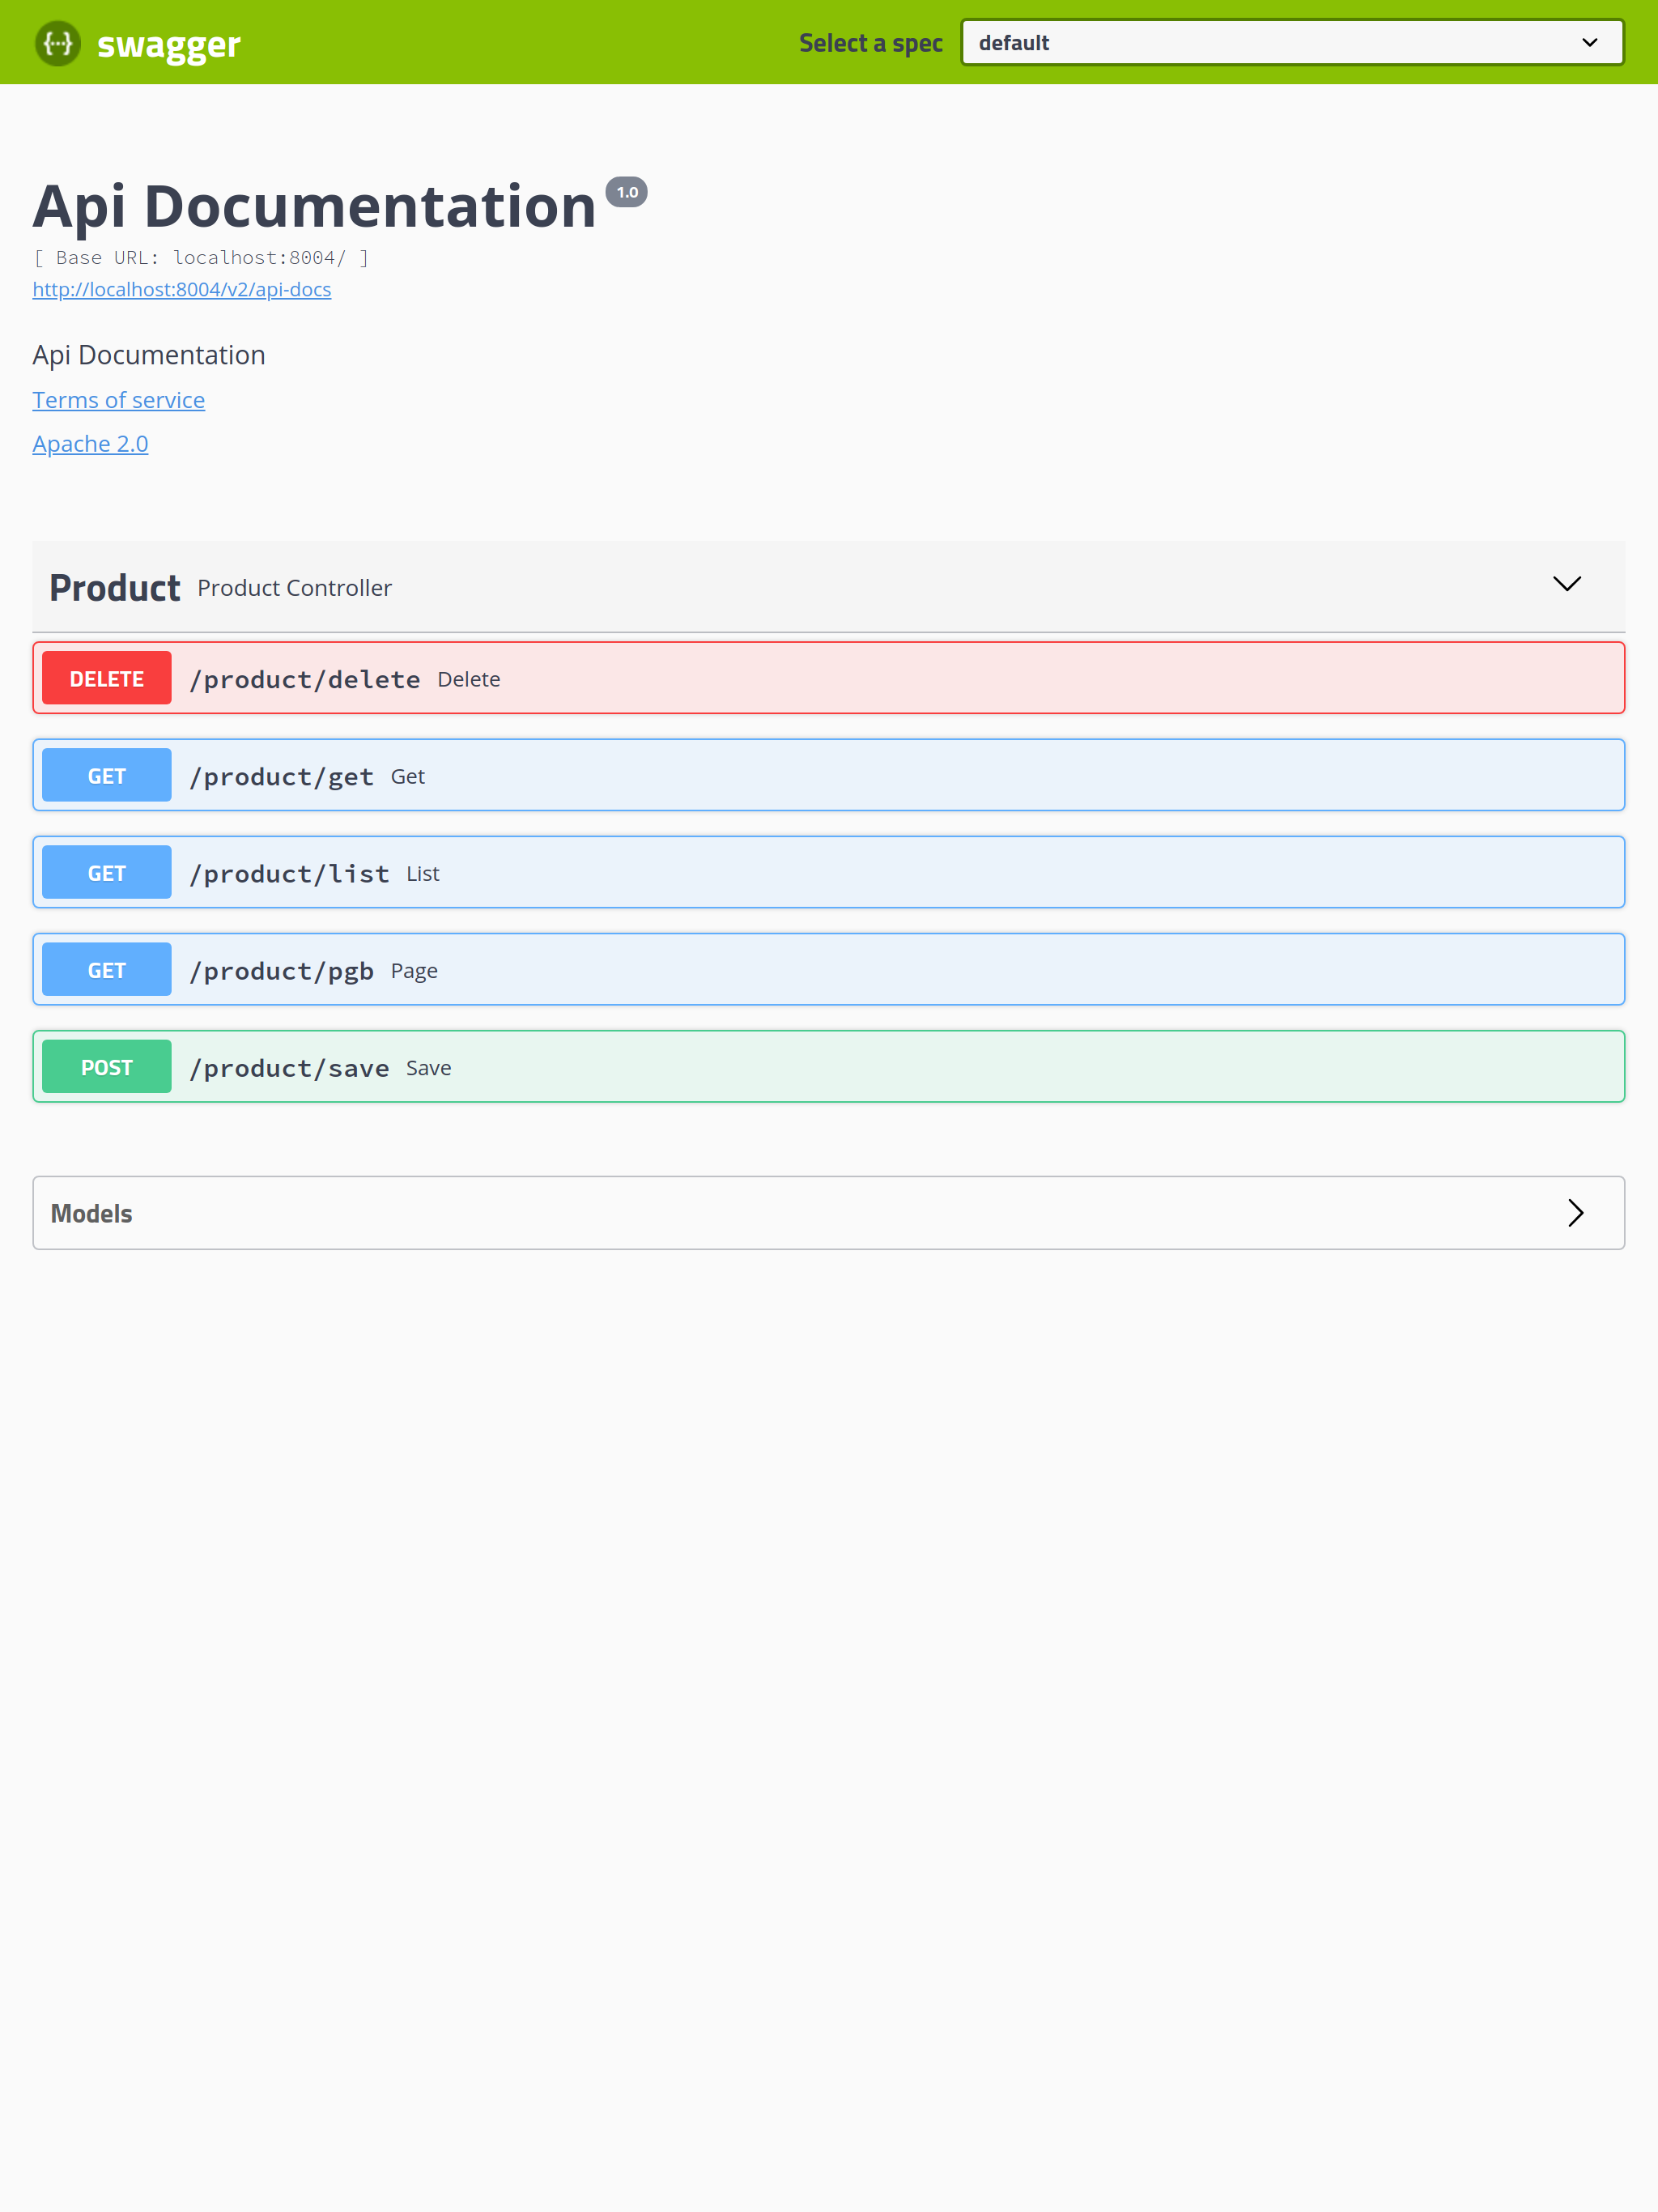 {...} swagger Select a spec default
Api Documentation 1.0
[ Base URL: localhost:8004/ ]
http://localhost:8004/v2/api-docs
Api Documentation
Terms of service
Apache 2.0
Product Product Controller
DELETE /product/delete Delete
GET /product/get Get
GET /product/list List
GET /product/pgb Page
POST /product/save Save
Models